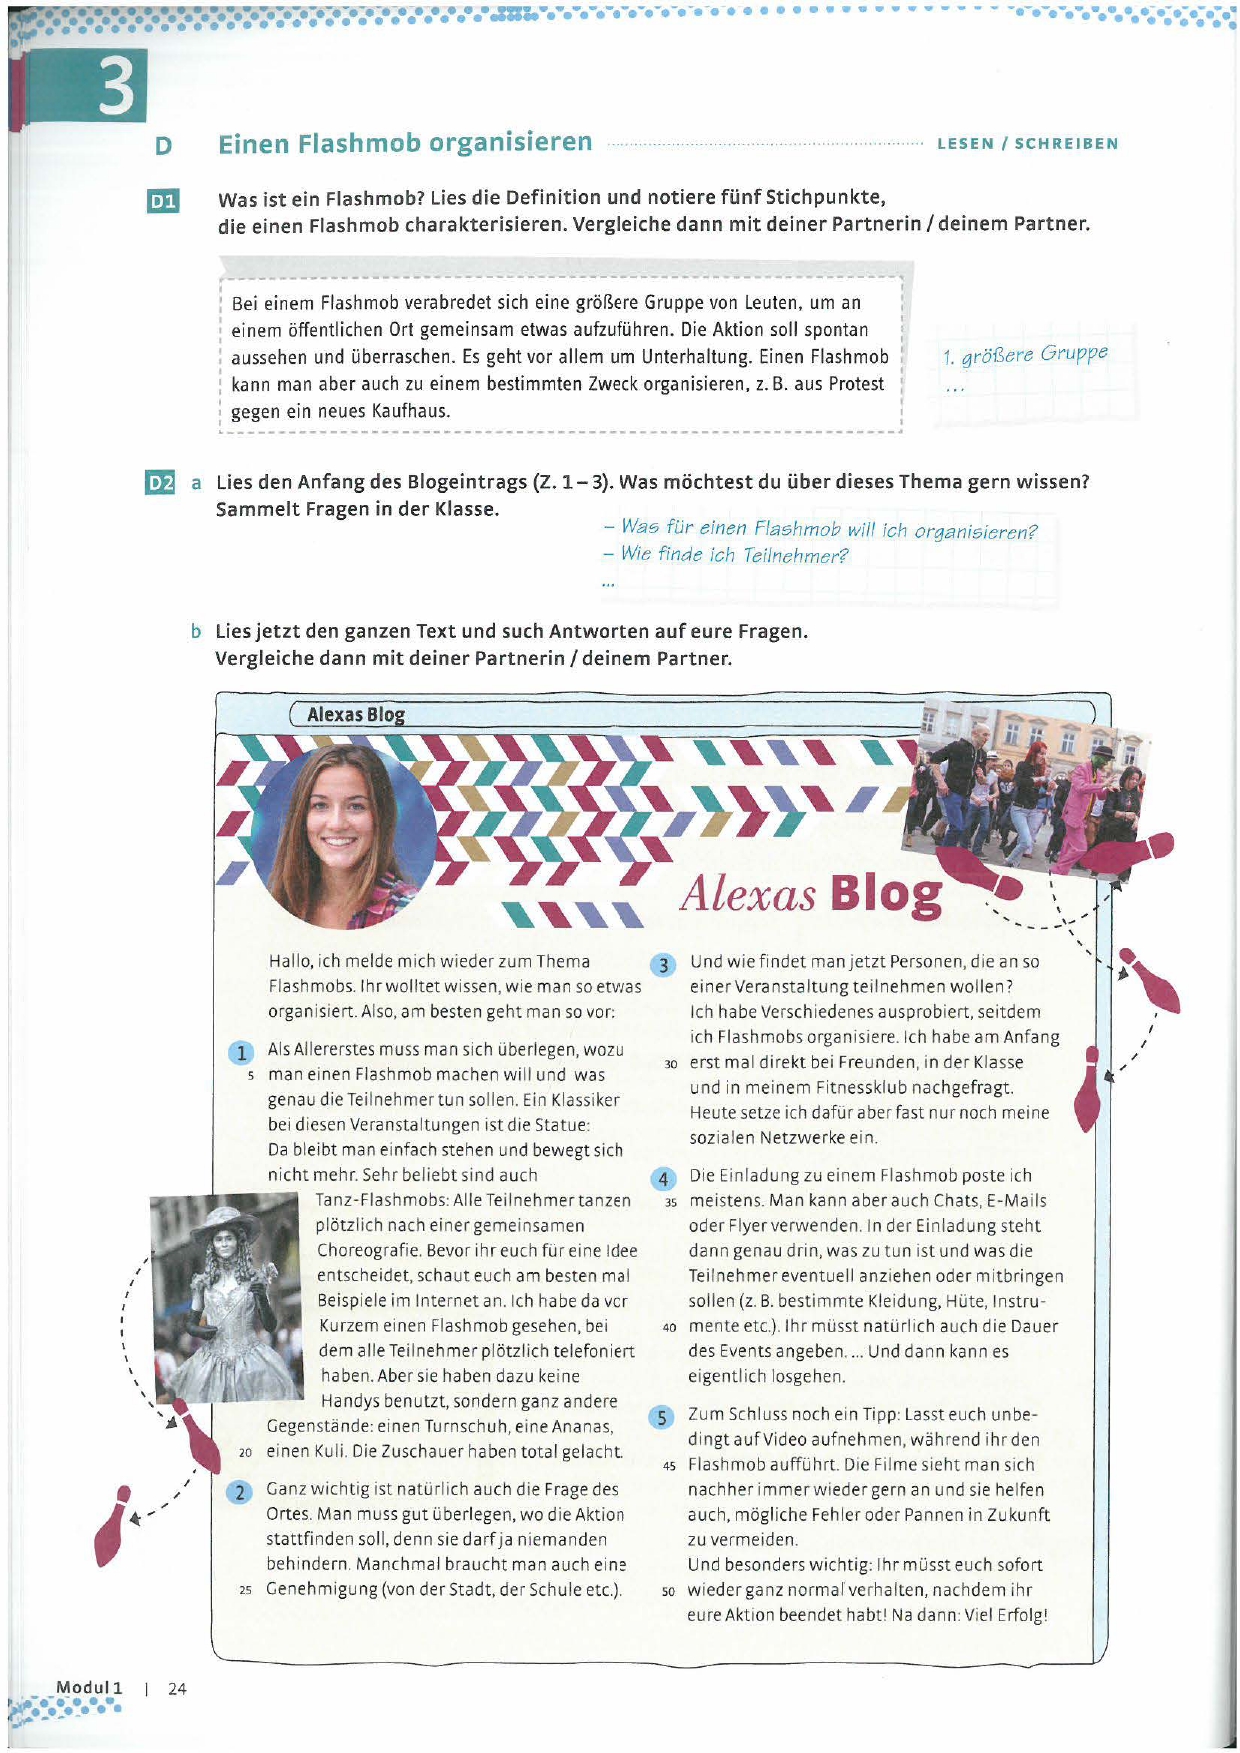 3
D Einen Flashmob organisieren LESEN / SCHREIBEN
D1 Was ist ein Flashmob? Lies die Definition und notiere fünf Stichpunkte,
die einen Flashmob charakterisieren. Vergleiche dann mit deiner Partnerin / deinem Partner.
Bei einem Flashmob verabredet sich eine größere Gruppe von Leuten, um an
einem öffentlichen Ort gemeinsam etwas aufzuführen. Die Aktion soll spontan
aussehen und überraschen. Es geht vor allem um Unterhaltung. Einen Flashmob
kann man aber auch zu einem bestimmten Zweck organisieren, z. B. aus Protest
gegen ein neues Kaufhaus.
1. größere Gruppe
...
D2 a Lies den Anfang des Blogeintrags (Z. 1 – 3). Was möchtest du über dieses Thema gern wissen?
Sammelt Fragen in der Klasse.
– Was für einen Flashmob will ich organisieren?
– Wie finde ich Teilnehmer?
...
b Lies jetzt den ganzen Text und such Antworten auf eure Fragen.
Vergleiche dann mit deiner Partnerin / deinem Partner.
Alexas Blog
Alexas Blog
Hallo, ich melde mich wieder zum Thema
Flashmobs. Ihr wolltet wissen, wie man so etwas
organisiert. Also, am besten geht man so vor:
1 Als Allererstes muss man sich überlegen, wozu
5 man einen Flashmob machen will und was
genau die Teilnehmer tun sollen. Ein Klassiker
bei diesen Veranstaltungen ist die Statue:
Da bleibt man einfach stehen und bewegt sich
nicht mehr. Sehr beliebt sind auch
Tanz-Flashmobs: Alle Teilnehmer tanzen
plötzlich nach einer gemeinsamen
Choreografie. Bevor ihr euch für eine Idee
entscheidet, schaut euch am besten mal
Beispiele im Internet an. Ich habe da vor
Kurzem einen Flashmob gesehen, bei
dem alle Teilnehmer plötzlich telefoniert
haben. Aber sie haben dazu keine
Handys benutzt, sondern ganz andere
Gegenstände: einen Turnschuh, eine Ananas,
20 einen Kuli. Die Zuschauer haben total gelacht.
2 Ganz wichtig ist natürlich auch die Frage des
Ortes. Man muss gut überlegen, wo die Aktion
stattfinden soll, denn sie darf ja niemanden
behindern. Manchmal braucht man auch eine
25 Genehmigung (von der Stadt, der Schule etc.).
3 Und wie findet man jetzt Personen, die an so
einer Veranstaltung teilnehmen wollen?
Ich habe Verschiedenes ausprobiert, seitdem
ich Flashmobs organisiere. Ich habe am Anfang
30 erst mal direkt bei Freunden, in der Klasse
und in meinem Fitnessklub nachgefragt.
Heute setze ich dafür aber fast nur noch meine
sozialen Netzwerke ein.
4 Die Einladung zu einem Flashmob poste ich
35 meistens. Man kann aber auch Chats, E-Mails
oder Flyer verwenden. In der Einladung steht
dann genau drin, was zu tun ist und was die
Teilnehmer eventuell anziehen oder mitbringen
sollen (z. B. bestimmte Kleidung, Hüte, Instru-
40 mente etc.). Ihr müsst natürlich auch die Dauer
des Events angeben. ... Und dann kann es
eigentlich losgehen.
5 Zum Schluss noch ein Tipp: Lasst euch unbe-
dingt auf Video aufnehmen, während ihr den
45 Flashmob aufführt. Die Filme sieht man sich
nachher immer wieder gern an und sie helfen
auch, mögliche Fehler oder Pannen in Zukunft
zu vermeiden.
Und besonders wichtig: Ihr müsst euch sofort
50 wieder ganz normal verhalten, nachdem ihr
eure Aktion beendet habt! Na dann: Viel Erfolg!
Modul 1 | 24